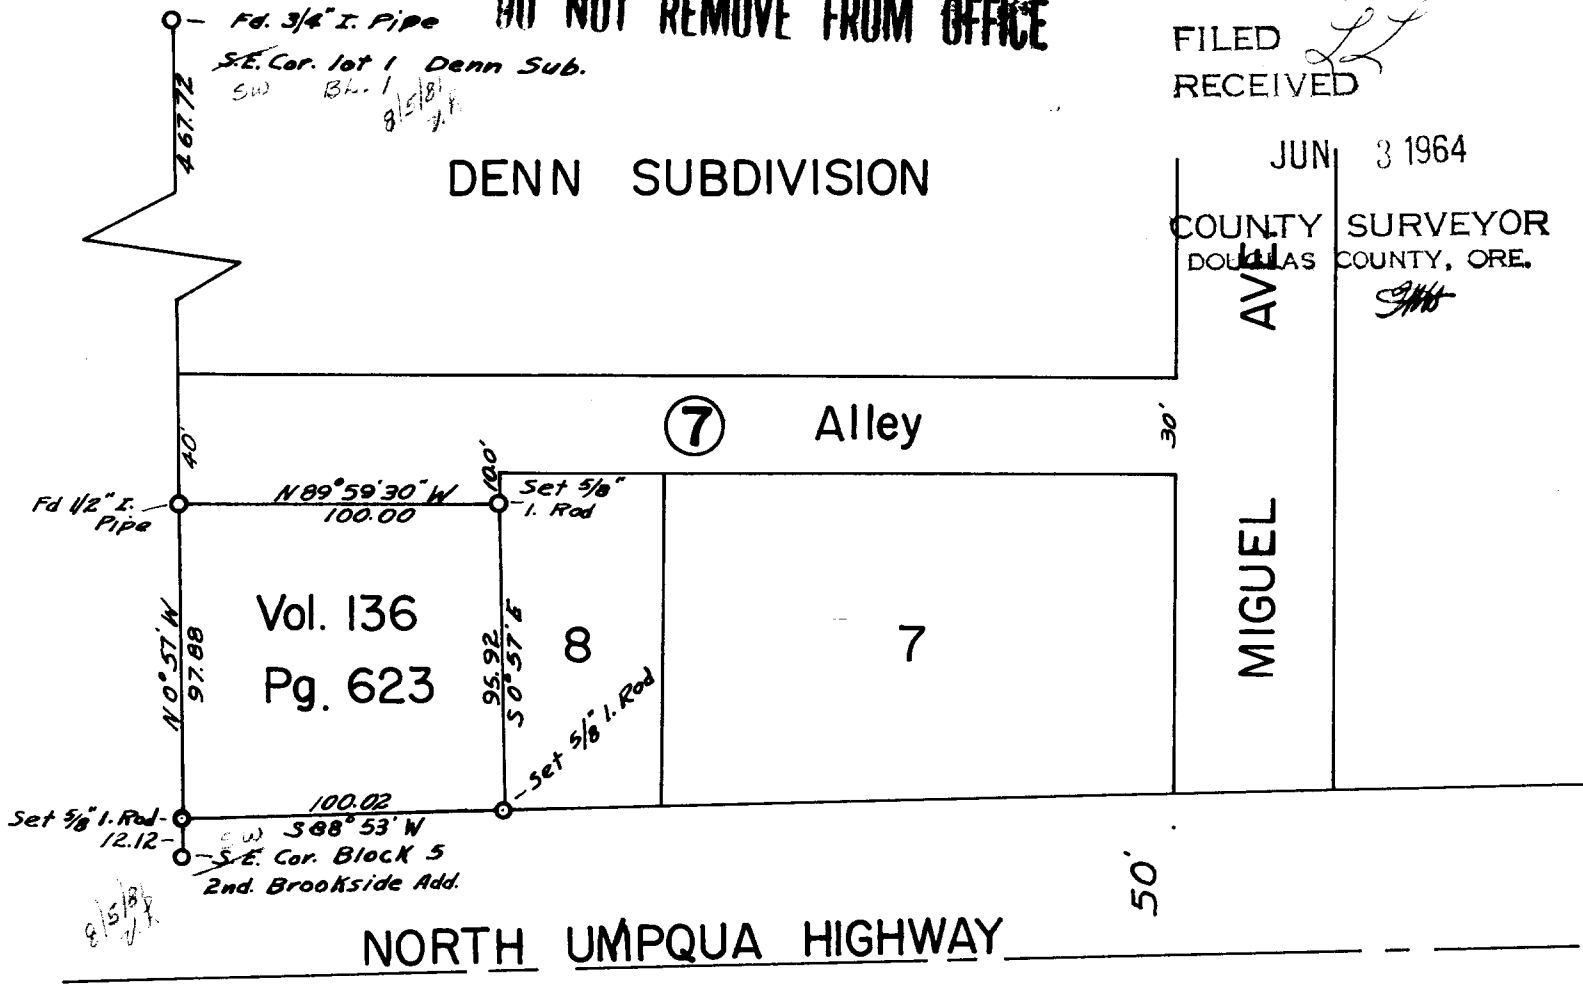 Fd. 3/4" I. Pipe
DO NOT REMOVE FROM OFFICE
S.E. Cor. lot 1 Denn Sub.
SW BL. 1
8/5/81
FILED
RECEIVED
JUN 3 1964
COUNTY SURVEYOR
DOUGLAS COUNTY, ORE.
467.72
DENN SUBDIVISION
MIGUEL AVE.
7 Alley
40'
10.0'
30'
Fd 1/2" I.
Pipe
N 89° 59' 30" W
100.00
Set 5/8"
I. Rod
Vol. 136
Pg. 623
N 0° 57' W
97.88
95.92
S 0° 57' E
8
7
Set 5/8" I. Rod
Set 5/8" I. Rod
12.12
100.02
S 88° 53' W
SW
S.E. Cor. Block 5
2nd. Brookside Add.
8/5/81
50'
NORTH UMPQUA HIGHWAY